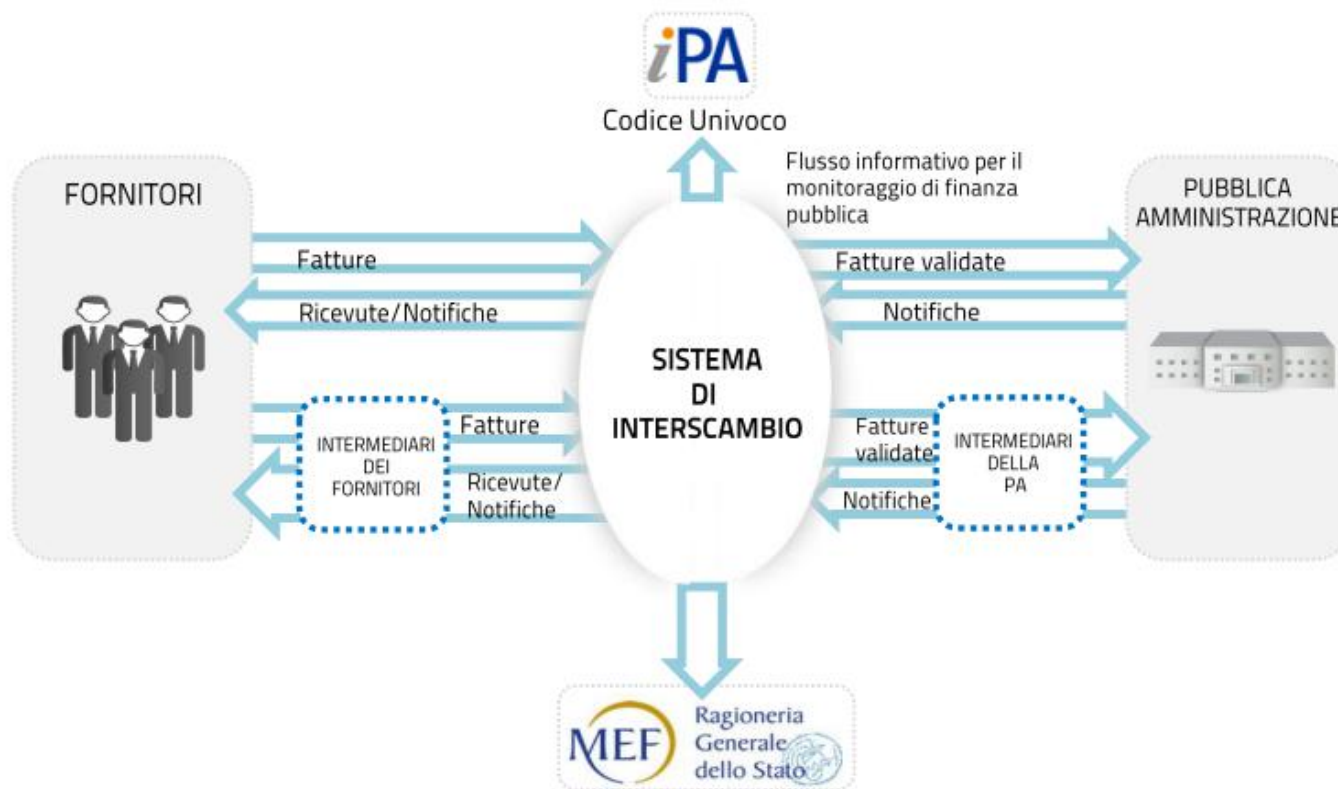 iPA
Codice Univoco
Flusso informativo per il
monitoraggio di finanza
pubblica
FORNITORI
PUBBLICA
AMMINISTRAZIONE
Fatture
Fatture validate
Ricevute/Notifiche
Notifiche
SISTEMA
DI
INTERSCAMBIO
Fatture
INTERMEDIARI
DEI
FORNITORI
Ricevute/
Notifiche
Fatture
validate
INTERMEDIARI
DELLA
PA
Notifiche
MEF
Ragioneria
Generale
dello Stato